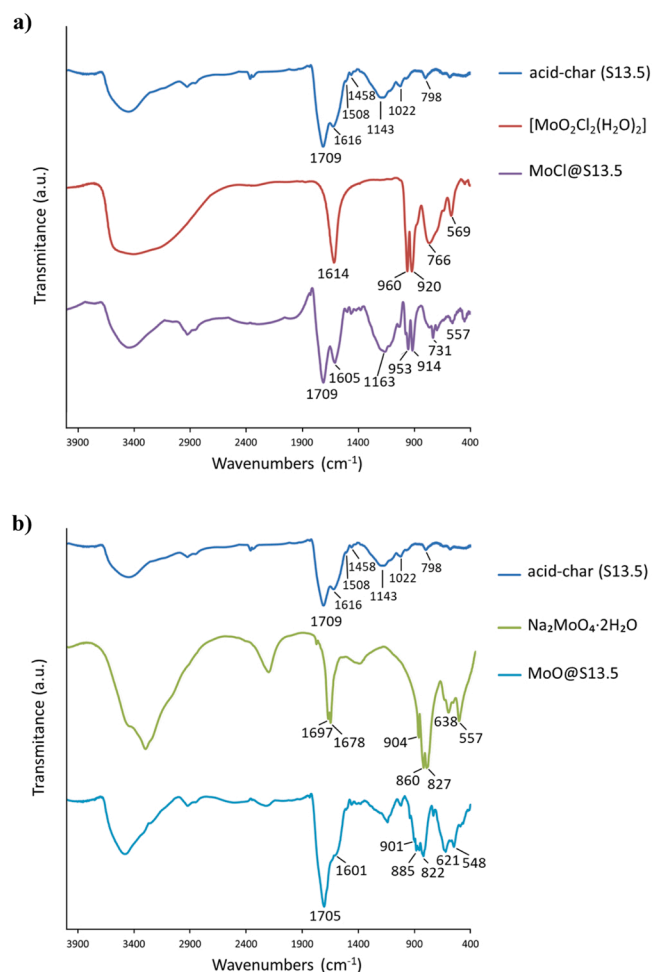 a)
acid-char (S13.5)
[MoO₂Cl₂(H₂O)₂]
MoCl@S13.5
Transmitance (a.u.)
1458
1508
1616
1709
1143
1022
798
1614
960
920
766
569
1709
1605
1163
953
914
731
557
3900 3400 2900 2400 1900 1400 900 400
Wavenumbers (cm⁻¹)
b)
acid-char (S13.5)
Na₂MoO₄·2H₂O
MoO@S13.5
Transmitance (a.u.)
1458
1508
1616
1709
1143
1022
798
1697
1678
904
860
827
638
557
1705
1601
901
885
822
621
548
3900 3400 2900 2400 1900 1400 900 400
Wavenumbers (cm⁻¹)